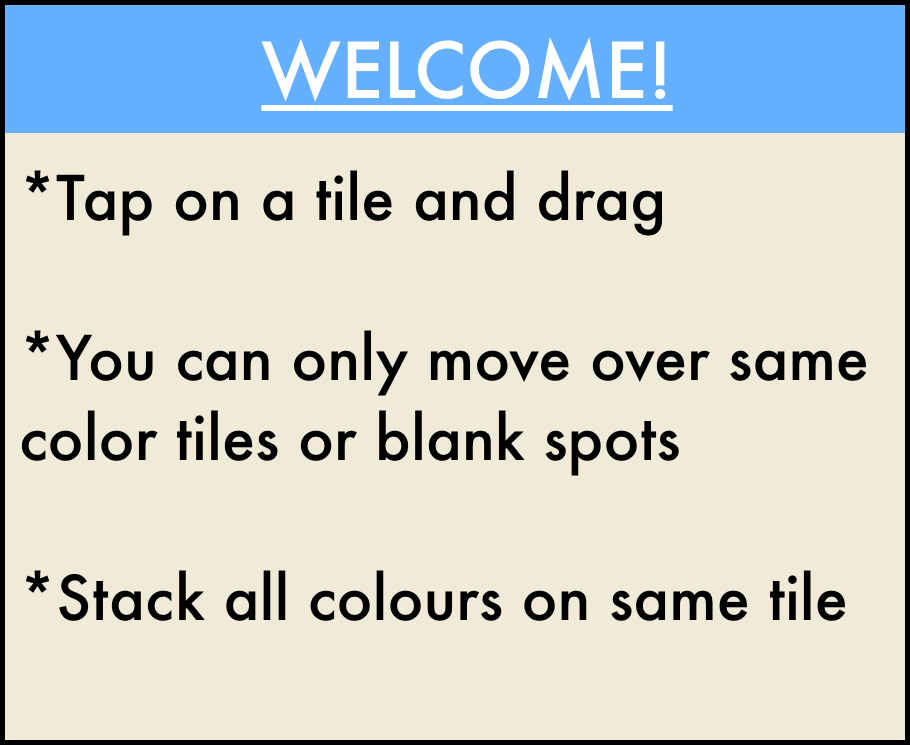 WELCOME!
*Tap on a tile and drag
*You can only move over same
color tiles or blank spots
*Stack all colours on same tile